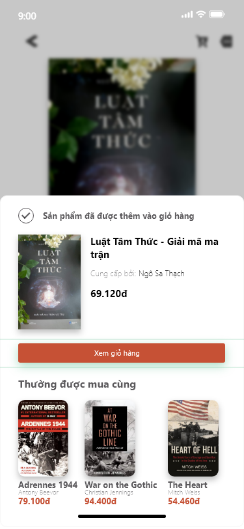 9:00
LUẬT
TÂM
THỨC
Sản phẩm đã được thêm vào giỏ hàng
LUẬT
TÂM
THỨC
Luật Tâm Thức - Giải mã ma
trận
Cung cấp bởi: Ngô Sa Thạch
69.120đ
Xem giỏ hàng
Thường được mua cùng
ANTONY BEEVOR
ARDENNES 1944
WAR
ON THE
GOTHIC
LINE
THE
HEART OF HELL
MITCH WEISS
Adrennes 1944
Antony Beevor
79.100đ
War on the Gothic
Christian Jennings
94.400đ
The Heart
Mitch Weiss
54.460đ